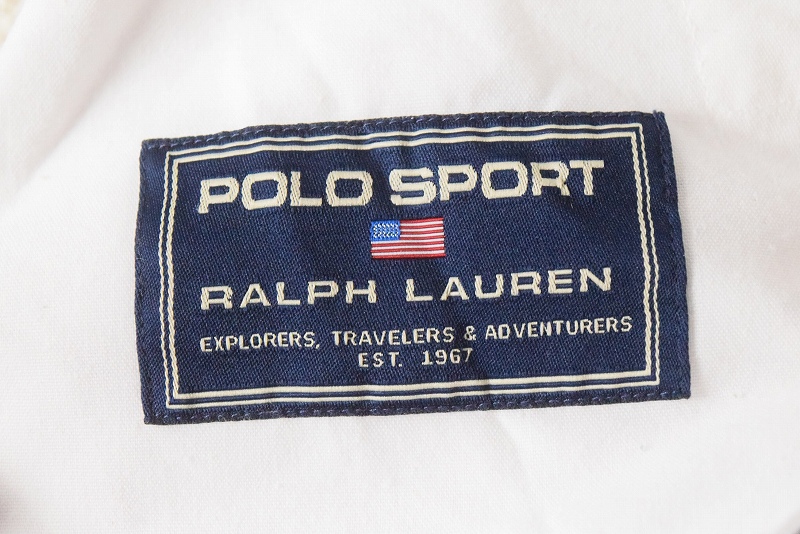 POLO SPORT
RALPH LAUREN
EXPLORERS, TRAVELERS & ADVENTURERS
EST. 1967